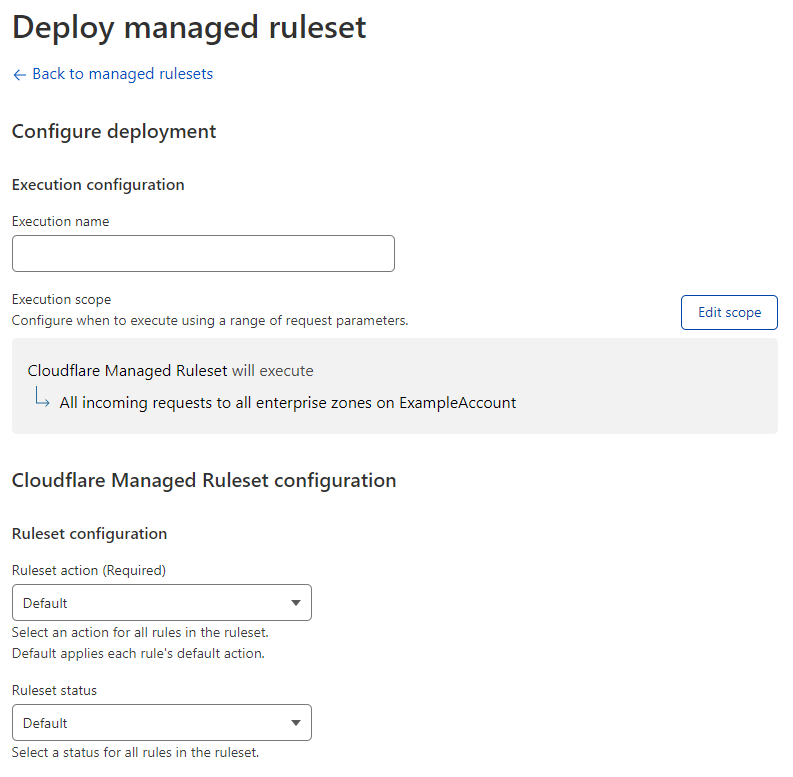 Deploy managed ruleset
← Back to managed rulesets
Configure deployment
Execution configuration
Execution name
Execution scope
Configure when to execute using a range of request parameters.
Edit scope
Cloudflare Managed Ruleset will execute
All incoming requests to all enterprise zones on ExampleAccount
Cloudflare Managed Ruleset configuration
Ruleset configuration
Ruleset action (Required)
Default
Select an action for all rules in the ruleset.
Default applies each rule's default action.
Ruleset status
Default
Select a status for all rules in the ruleset.